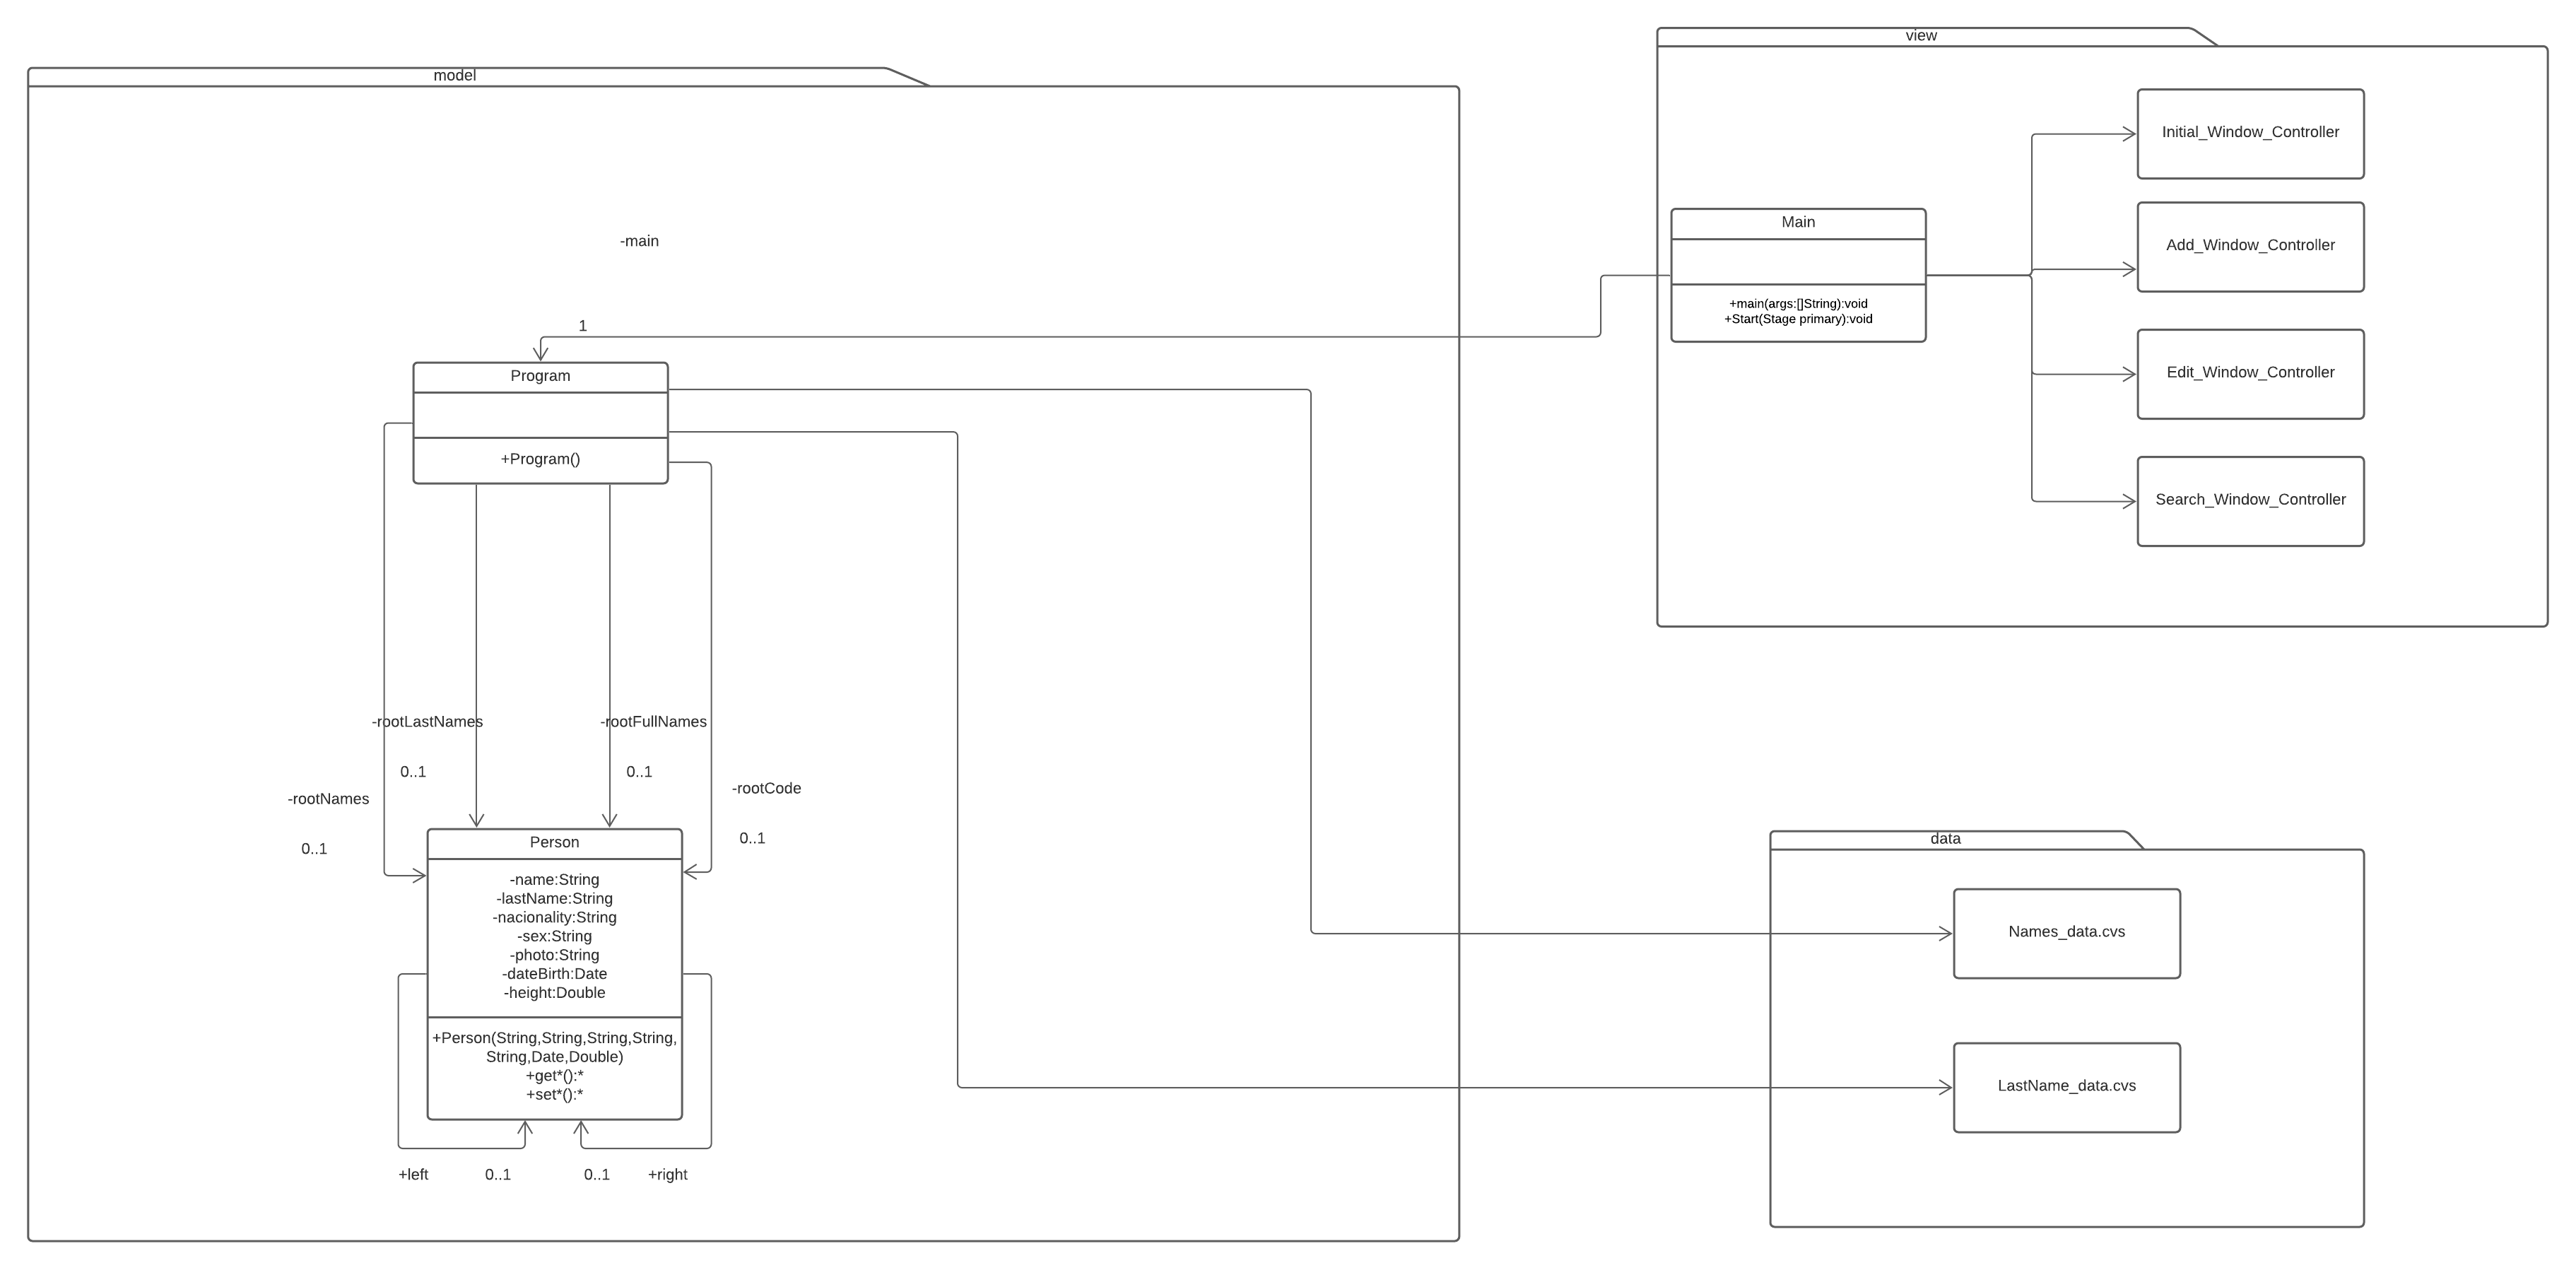 view
model
Initial_Window_Controller
Main
-main
Add_Window_Controller
+main(args:[]String):void
+Start(Stage primary):void
1
Program
Edit_Window_Controller
+Program()
Search_Window_Controller
-rootLastNames
-rootFullNames
0..1
0..1
-rootNames
-rootCode
0..1
0..1
Person
data
-name:String
-lastName:String
-nacionality:String
-sex:String
-photo:String
-dateBirth:Date
-height:Double
Names_data.cvs
+Person(String,String,String,String,
String,Date,Double)
+get*():*
+set*():*
LastName_data.cvs
+left
0..1
0..1
+right